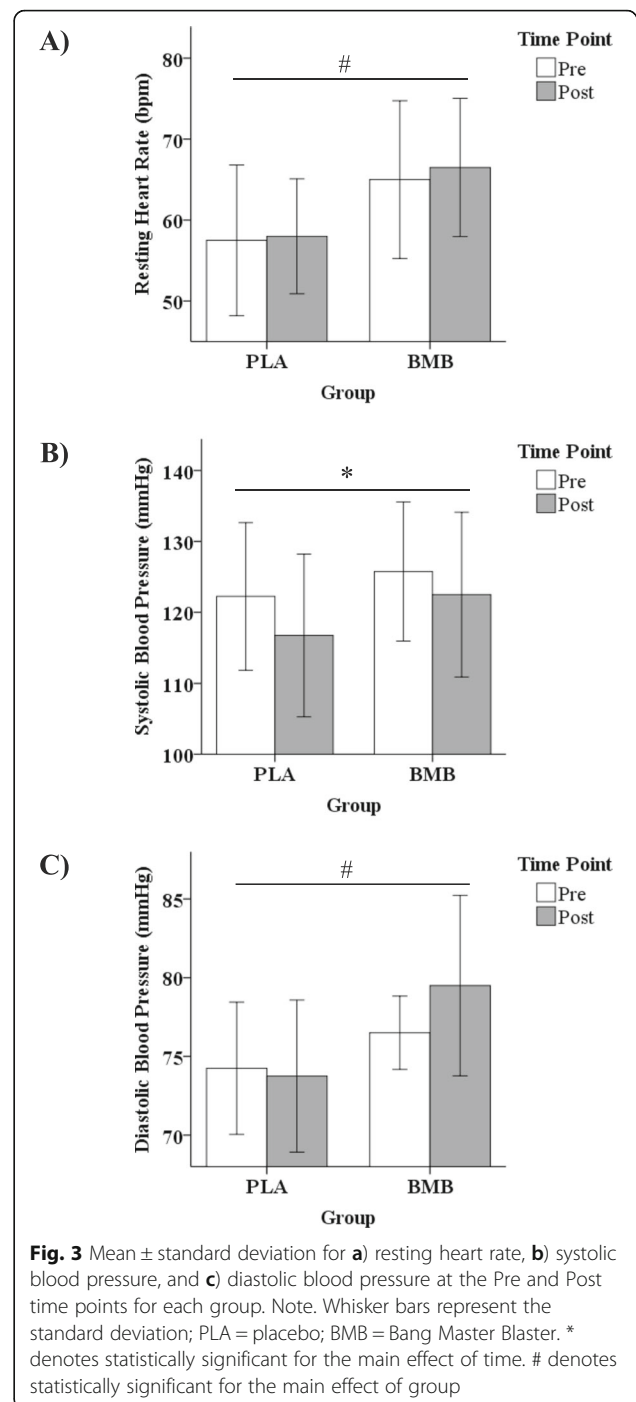 A)
Time Point
Pre
Post
#
Resting Heart Rate (bpm)
80
70
60
50
PLA
BMB
Group
B)
Time Point
Pre
Post
*
Systolic Blood Pressure (mmHg)
140
130
120
110
100
PLA
BMB
Group
C)
Time Point
Pre
Post
#
Diastolic Blood Pressure (mmHg)
85
80
75
70
PLA
BMB
Group
Fig. 3 Mean ± standard deviation for a) resting heart rate, b) systolic
blood pressure, and c) diastolic blood pressure at the Pre and Post
time points for each group. Note. Whisker bars represent the
standard deviation; PLA = placebo; BMB = Bang Master Blaster. *
denotes statistically significant for the main effect of time. # denotes
statistically significant for the main effect of group